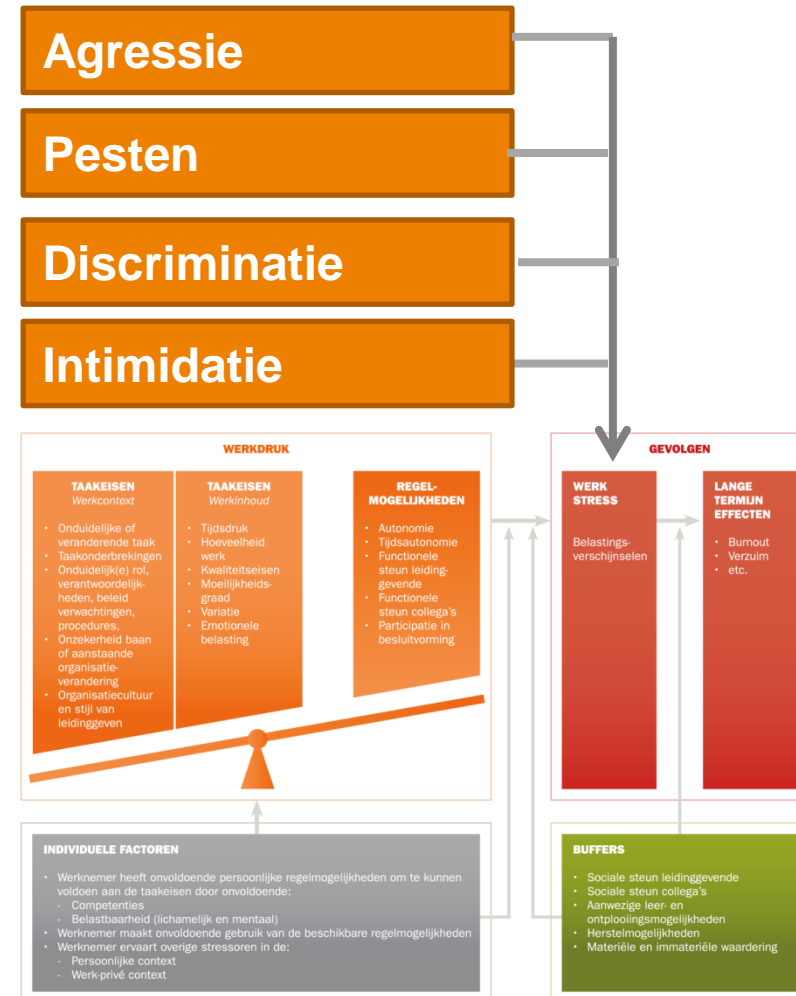 Agressie
Pesten
Discriminatie
Intimidatie
WERKDRUK
TAAKEISEN
Werkcontext
• Onduidelijke of
veranderende taak
• Taakonderbrekingen
• Onduidelijk(e) rol,
verantwoordelijk-
heden, beleid
verwachtingen,
procedures.
• Onzekerheid baan
of aanstaande
organisatie-
verandering
• Organisatiecultuur
en stijl van
leidinggeven
TAAKEISEN
Werkinhoud
• Tijdsdruk
• Hoeveelheid
werk
• Kwaliteitseisen
• Moeilijkheids-
graad
• Variatie
• Emotionele
belasting
REGEL-
MOGELIJKHEDEN
• Autonomie
• Tijdsautonomie
• Functionele
steun leiding-
gevende
• Functionele
steun collega's
• Participatie in
besluitvorming
GEVOLGEN
WERK
STRESS
Belastings-
verschijnselen
LANGE
TERMIJN
EFFECTEN
• Burnout
• Verzuim
• etc.
INDIVIDUELE FACTOREN
• Werknemer heeft onvoldoende persoonlijke regelmogelijkheden om te kunnen
voldoen aan de taakeisen door onvoldoende:
- Competenties
- Belastbaarheid (lichamelijk en mentaal)
• Werknemer maakt onvoldoende gebruik van de beschikbare regelmogelijkheden
• Werknemer ervaart overige stressoren in de:
- Persoonlijke context
- Werk-privé context
BUFFERS
• Sociale steun leidinggevende
• Sociale steun collega's
• Aanwezige leer- en
ontplooiingsmogelijkheden
• Herstelmogelijkheden
• Materiële en immateriële waardering